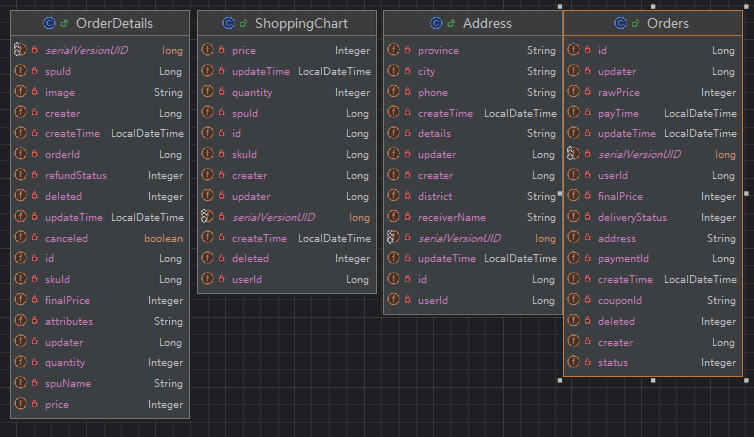 OrderDetails
serialVersionUID long
spuId Long
image String
creater Long
createTime LocalDateTime
orderId Long
refundStatus Integer
deleted Integer
updateTime LocalDateTime
canceled boolean
id Long
skuId Long
finalPrice Integer
attributes String
updater Long
quantity Integer
spuName String
price Integer
ShoppingChart
price Integer
updateTime LocalDateTime
quantity Integer
spuId Long
id Long
skuId Long
creater Long
updater Long
serialVersionUID long
createTime LocalDateTime
deleted Integer
userId Long
Address
province String
city String
phone String
createTime LocalDateTime
details String
updater Long
creater Long
district String
receiverName String
serialVersionUID long
updateTime LocalDateTime
id Long
userId Long
Orders
id Long
updater Long
rawPrice Integer
payTime LocalDateTime
updateTime LocalDateTime
serialVersionUID long
userId Long
finalPrice Integer
deliveryStatus Integer
address String
paymentId Long
createTime LocalDateTime
couponId String
deleted Integer
creater Long
status Integer